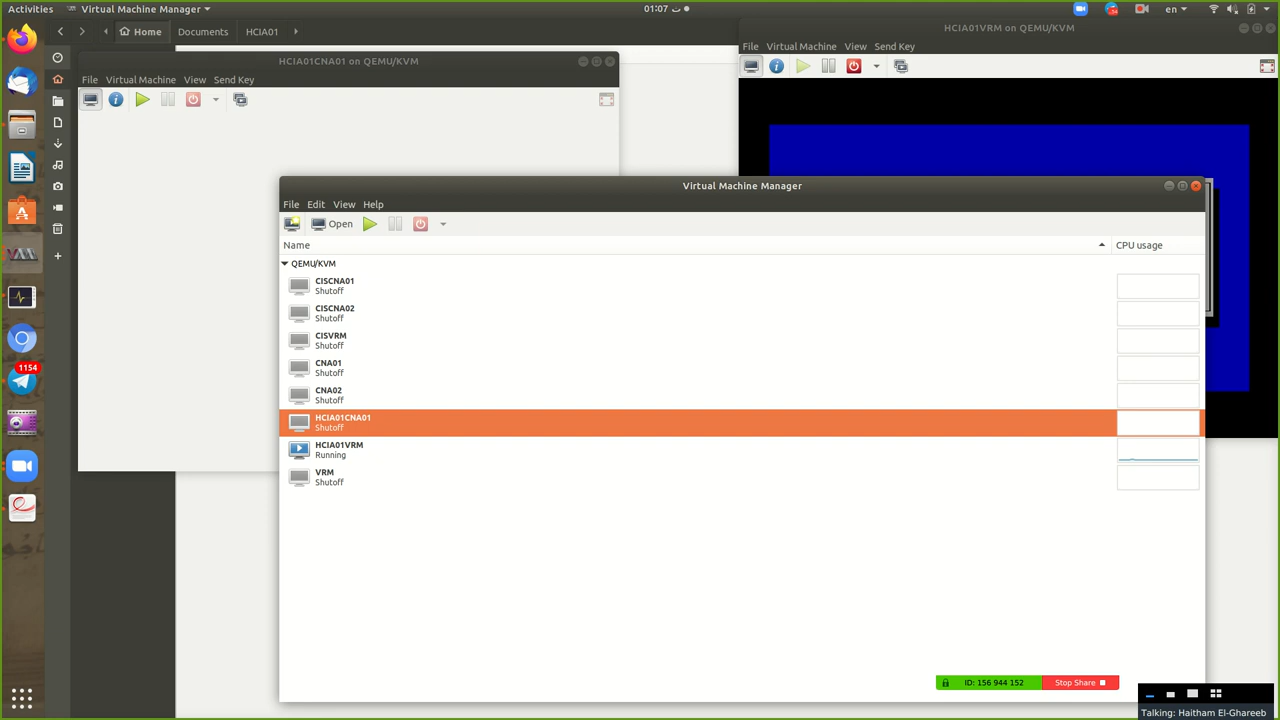 Activities
Virtual Machine Manager
01:07 ت
en
Home
Documents
HCIA01
HCIA01CNA01 on QEMU/KVM
File Virtual Machine View Send Key
HCIA01VRM on QEMU/KVM
File Virtual Machine View Send Key
Virtual Machine Manager
File Edit View Help
Open
Name CPU usage
QEMU/KVM
CISCNA01
Shutoff
CISCNA02
Shutoff
CISVRM
Shutoff
CNA01
Shutoff
CNA02
Shutoff
HCIA01CNA01
Shutoff
HCIA01VRM
Running
VRM
Shutoff
1154
ID: 156 944 152
Stop Share
Talking: Haitham El-Ghareeb